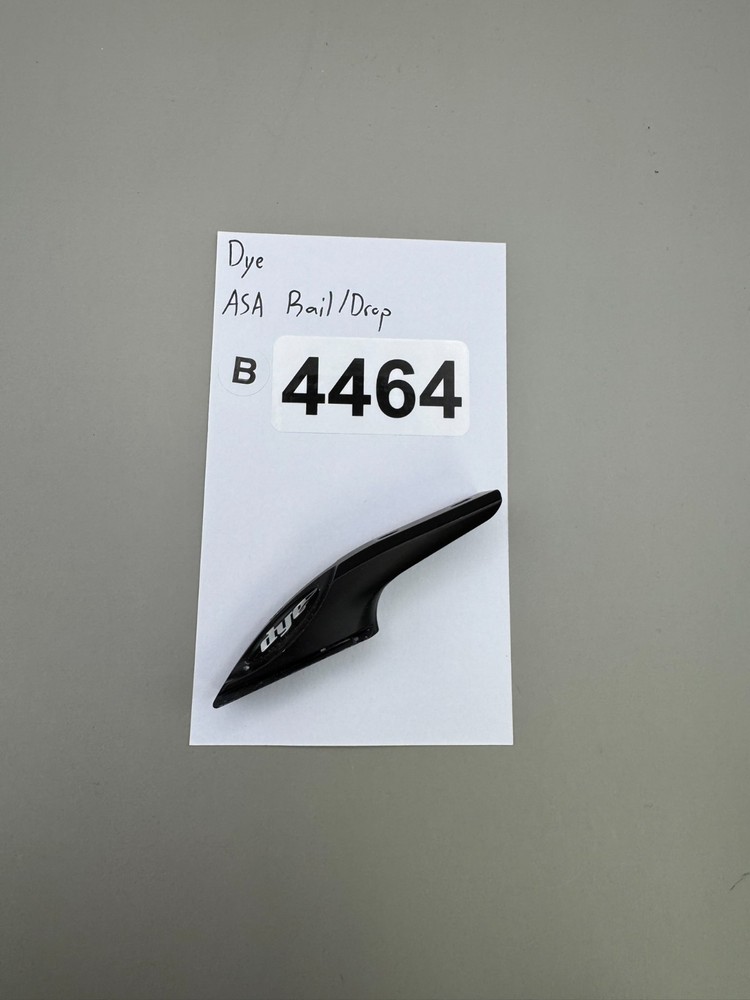 Dye
ASA Rail/Drop
B 4464
dye